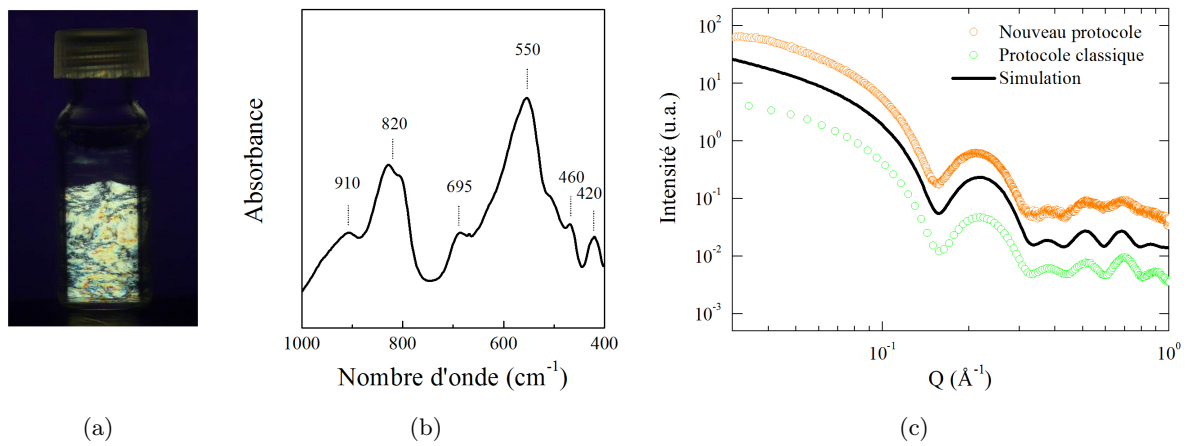 (a)
(b)
Absorbance
910
820
695
550
460
420
1000
800
600
400
Nombre d'onde (cm⁻¹)
(c)
Intensité (u.a.)
10²
10¹
10⁰
10⁻¹
10⁻²
10⁻³
Nouveau protocole
Protocole classique
Simulation
10⁻¹
10⁰
Q (Å⁻¹)
(a)
(b)
(c)